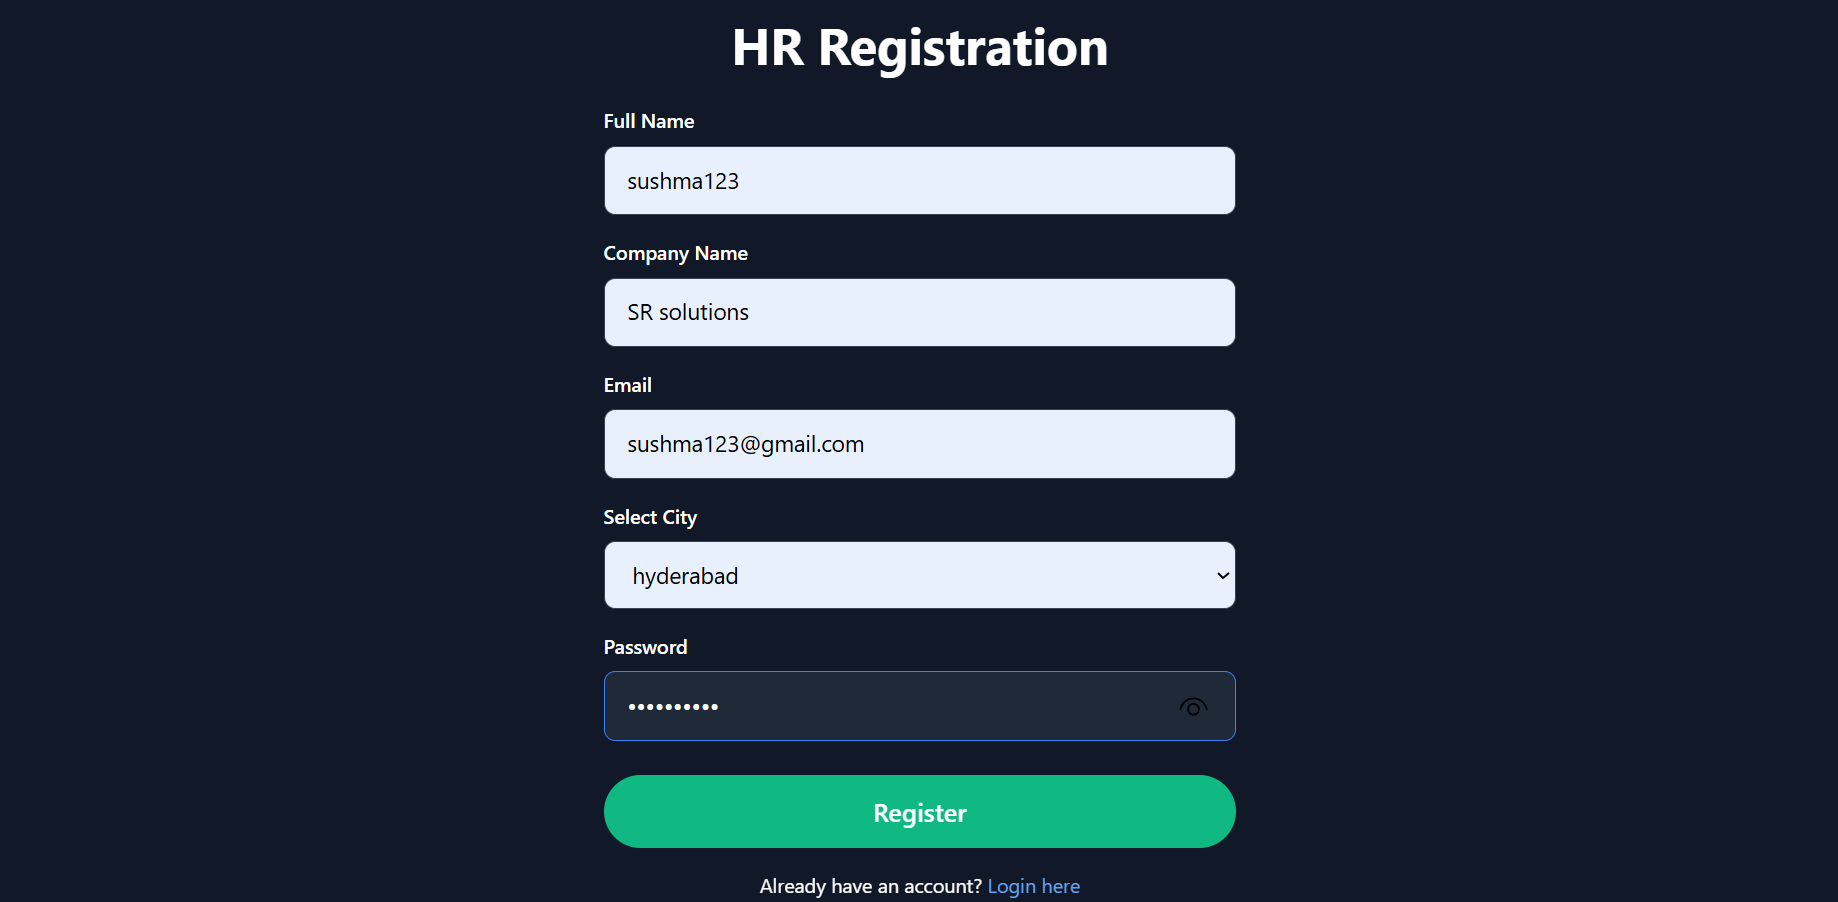 HR Registration
Full Name
sushma123
Company Name
SR solutions
Email
sushma123@gmail.com
Select City
hyderabad
Password
••••••••••
Register
Already have an account? Login here